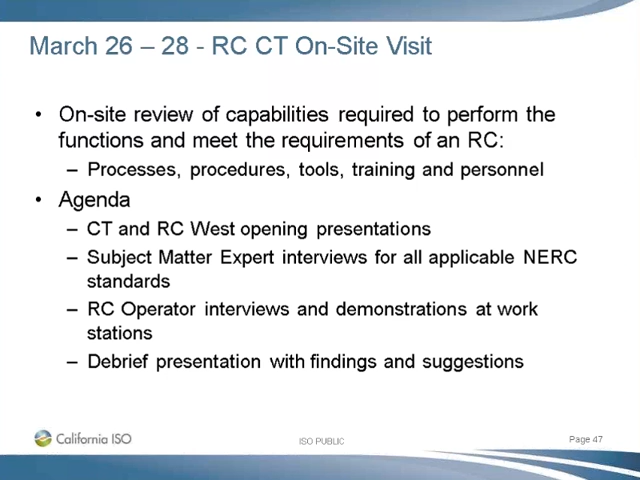 March 26 – 28 - RC CT On-Site Visit
• On-site review of capabilities required to perform the
functions and meet the requirements of an RC:
– Processes, procedures, tools, training and personnel
• Agenda
– CT and RC West opening presentations
– Subject Matter Expert interviews for all applicable NERC
standards
– RC Operator interviews and demonstrations at work
stations
– Debrief presentation with findings and suggestions
California ISO
ISO PUBLIC
Page 47